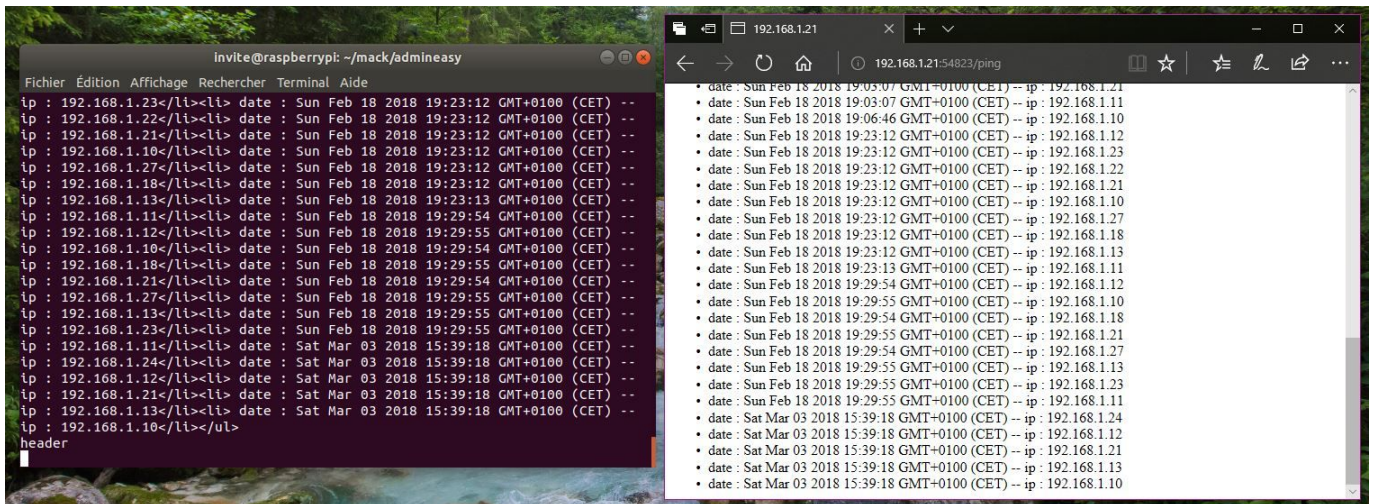 invite@raspberrypi: ~/mack/admineasy
Fichier Édition Affichage Rechercher Terminal Aide
ip : 192.168.1.23</li><li> date : Sun Feb 18 2018 19:23:12 GMT+0100 (CET) --
ip : 192.168.1.22</li><li> date : Sun Feb 18 2018 19:23:12 GMT+0100 (CET) --
ip : 192.168.1.21</li><li> date : Sun Feb 18 2018 19:23:12 GMT+0100 (CET) --
ip : 192.168.1.10</li><li> date : Sun Feb 18 2018 19:23:12 GMT+0100 (CET) --
ip : 192.168.1.27</li><li> date : Sun Feb 18 2018 19:23:12 GMT+0100 (CET) --
ip : 192.168.1.18</li><li> date : Sun Feb 18 2018 19:23:12 GMT+0100 (CET) --
ip : 192.168.1.13</li><li> date : Sun Feb 18 2018 19:23:13 GMT+0100 (CET) --
ip : 192.168.1.11</li><li> date : Sun Feb 18 2018 19:29:54 GMT+0100 (CET) --
ip : 192.168.1.12</li><li> date : Sun Feb 18 2018 19:29:55 GMT+0100 (CET) --
ip : 192.168.1.10</li><li> date : Sun Feb 18 2018 19:29:54 GMT+0100 (CET) --
ip : 192.168.1.18</li><li> date : Sun Feb 18 2018 19:29:55 GMT+0100 (CET) --
ip : 192.168.1.21</li><li> date : Sun Feb 18 2018 19:29:54 GMT+0100 (CET) --
ip : 192.168.1.27</li><li> date : Sun Feb 18 2018 19:29:55 GMT+0100 (CET) --
ip : 192.168.1.13</li><li> date : Sun Feb 18 2018 19:29:55 GMT+0100 (CET) --
ip : 192.168.1.23</li><li> date : Sun Feb 18 2018 19:29:55 GMT+0100 (CET) --
ip : 192.168.1.11</li><li> date : Sat Mar 03 2018 15:39:18 GMT+0100 (CET) --
ip : 192.168.1.24</li><li> date : Sat Mar 03 2018 15:39:18 GMT+0100 (CET) --
ip : 192.168.1.12</li><li> date : Sat Mar 03 2018 15:39:18 GMT+0100 (CET) --
ip : 192.168.1.21</li><li> date : Sat Mar 03 2018 15:39:18 GMT+0100 (CET) --
ip : 192.168.1.13</li><li> date : Sat Mar 03 2018 15:39:18 GMT+0100 (CET) --
ip : 192.168.1.10</li></ul>
header
192.168.1.21
192.168.1.21:54823/ping
• date : Sun Feb 18 2018 19:03:07 GMT+0100 (CET) -- ip : 192.168.1.21
• date : Sun Feb 18 2018 19:03:07 GMT+0100 (CET) -- ip : 192.168.1.11
• date : Sun Feb 18 2018 19:06:46 GMT+0100 (CET) -- ip : 192.168.1.10
• date : Sun Feb 18 2018 19:23:12 GMT+0100 (CET) -- ip : 192.168.1.12
• date : Sun Feb 18 2018 19:23:12 GMT+0100 (CET) -- ip : 192.168.1.23
• date : Sun Feb 18 2018 19:23:12 GMT+0100 (CET) -- ip : 192.168.1.22
• date : Sun Feb 18 2018 19:23:12 GMT+0100 (CET) -- ip : 192.168.1.21
• date : Sun Feb 18 2018 19:23:12 GMT+0100 (CET) -- ip : 192.168.1.10
• date : Sun Feb 18 2018 19:23:12 GMT+0100 (CET) -- ip : 192.168.1.27
• date : Sun Feb 18 2018 19:23:12 GMT+0100 (CET) -- ip : 192.168.1.18
• date : Sun Feb 18 2018 19:23:12 GMT+0100 (CET) -- ip : 192.168.1.13
• date : Sun Feb 18 2018 19:23:13 GMT+0100 (CET) -- ip : 192.168.1.11
• date : Sun Feb 18 2018 19:29:54 GMT+0100 (CET) -- ip : 192.168.1.12
• date : Sun Feb 18 2018 19:29:55 GMT+0100 (CET) -- ip : 192.168.1.10
• date : Sun Feb 18 2018 19:29:54 GMT+0100 (CET) -- ip : 192.168.1.18
• date : Sun Feb 18 2018 19:29:55 GMT+0100 (CET) -- ip : 192.168.1.21
• date : Sun Feb 18 2018 19:29:54 GMT+0100 (CET) -- ip : 192.168.1.27
• date : Sun Feb 18 2018 19:29:55 GMT+0100 (CET) -- ip : 192.168.1.13
• date : Sun Feb 18 2018 19:29:55 GMT+0100 (CET) -- ip : 192.168.1.23
• date : Sun Feb 18 2018 19:29:55 GMT+0100 (CET) -- ip : 192.168.1.11
• date : Sat Mar 03 2018 15:39:18 GMT+0100 (CET) -- ip : 192.168.1.24
• date : Sat Mar 03 2018 15:39:18 GMT+0100 (CET) -- ip : 192.168.1.12
• date : Sat Mar 03 2018 15:39:18 GMT+0100 (CET) -- ip : 192.168.1.21
• date : Sat Mar 03 2018 15:39:18 GMT+0100 (CET) -- ip : 192.168.1.13
• date : Sat Mar 03 2018 15:39:18 GMT+0100 (CET) -- ip : 192.168.1.10